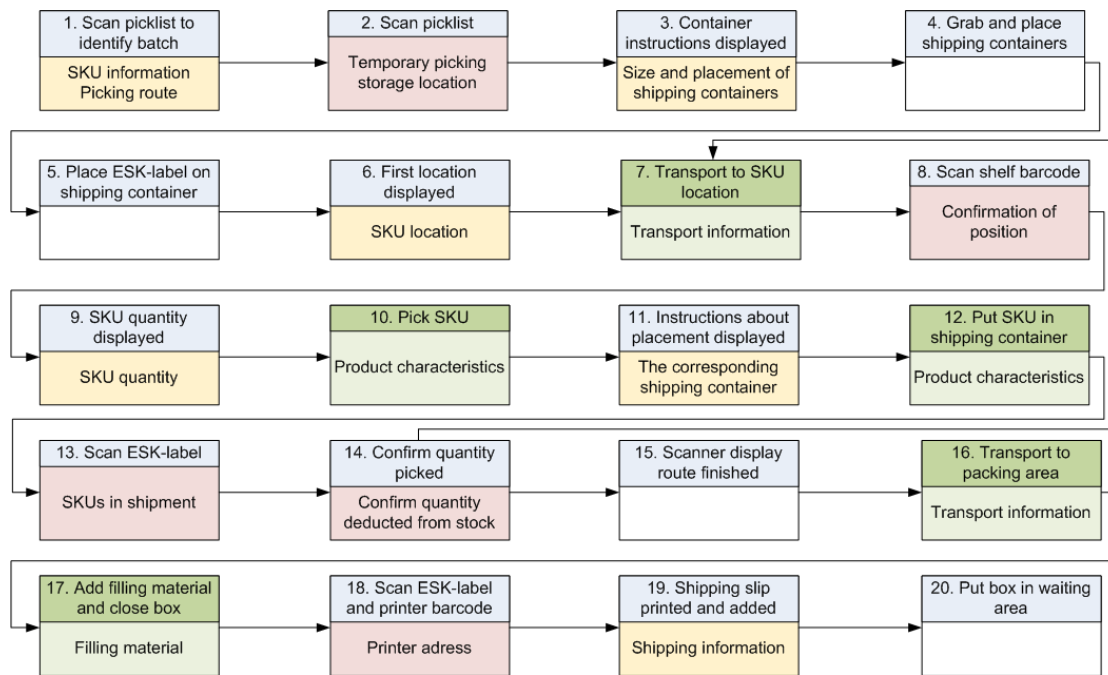 1. Scan picklist to
identify batch
SKU information
Picking route
2. Scan picklist
Temporary picking
storage location
3. Container
instructions displayed
Size and placement of
shipping containers
4. Grab and place
shipping containers
5. Place ESK-label on
shipping container
6. First location
displayed
SKU location
7. Transport to SKU
location
Transport information
8. Scan shelf barcode
Confirmation of
position
9. SKU quantity
displayed
SKU quantity
10. Pick SKU
Product characteristics
11. Instructions about
placement displayed
The corresponding
shipping container
12. Put SKU in
shipping container
Product characteristics
13. Scan ESK-label
SKUs in shipment
14. Confirm quantity
picked
Confirm quantity
deducted from stock
15. Scanner display
route finished
16. Transport to
packing area
Transport information
17. Add filling material
and close box
Filling material
18. Scan ESK-label
and printer barcode
Printer adress
19. Shipping slip
printed and added
Shipping information
20. Put box in waiting
area